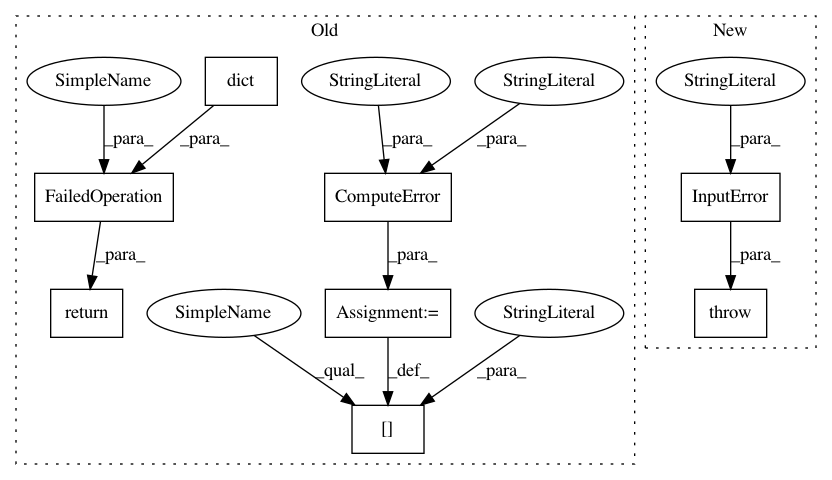 Old
New
SimpleName
dict
StringLiteral
StringLiteral
StringLiteral
_para_
_para_
_para_
_para_
_para_
FailedOperation
ComputeError
InputError
_para_
_para_
_para_
return
SimpleName
Assignment:=
StringLiteral
throw
_qual_
_def_
_para_
[]